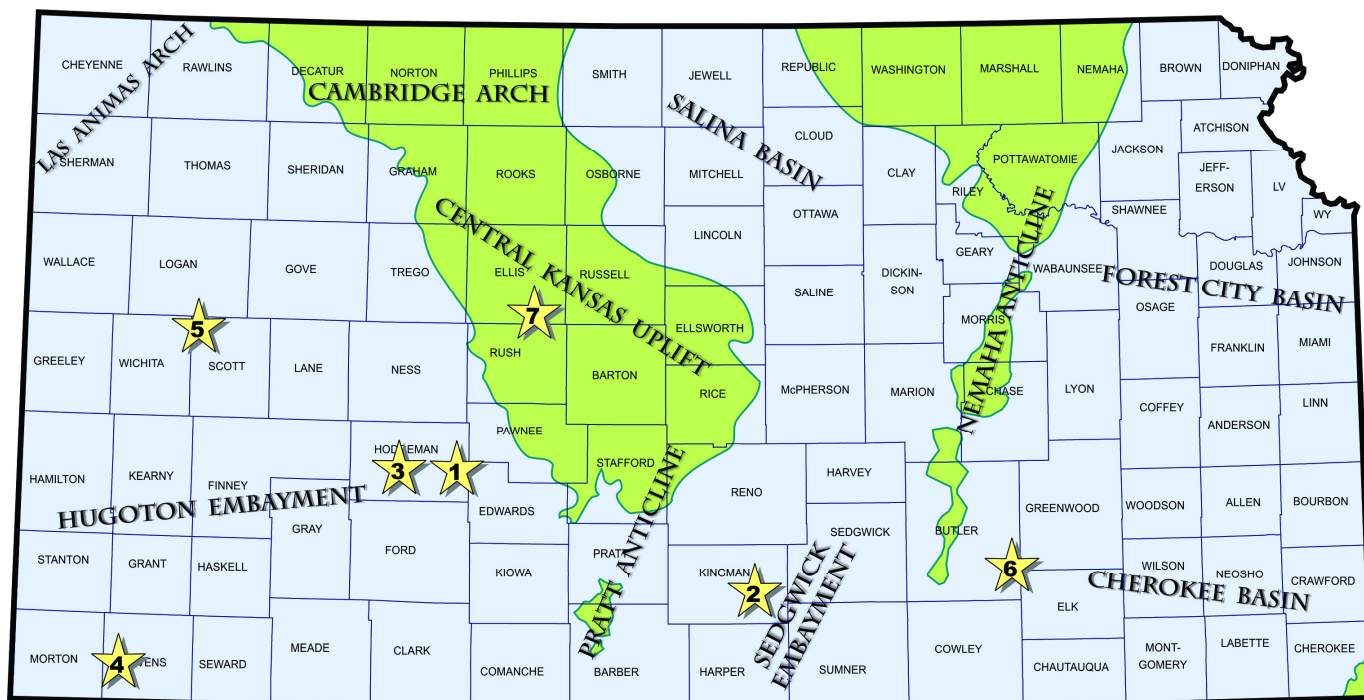 CHEYENNE
RAWLINS
DECATUR
NORTON
PHILLIPS
SMITH
JEWELL
REPUBLIC
WASHINGTON
MARSHALL
NEMAHA
BROWN
DONIPHAN
LAS ANIMAS ARCH
CAMBRIDGE ARCH
SALINA BASIN
SHERMAN
THOMAS
SHERIDAN
GRAHAM
ROOKS
OSBORNE
MITCHELL
CLOUD
CLAY
RILEY
POTTAWATOMIE
JACKSON
ATCHISON
JEFF-
ERSON
LV
WY
OTTAWA
SHAWNEE
CENTRAL KANSAS UPLIFT
WALLACE
LOGAN
GOVE
TREGO
ELLIS
RUSSELL
LINCOLN
SALINE
DICKIN-
SON
GEARY
WABAUNSEE
DOUGLAS
JOHNSON
NEMAHA ANTICLINE
FOREST CITY BASIN
OSAGE
MORRIS
ELLSWORTH
5
7
GREELEY
WICHITA
SCOTT
LANE
NESS
RUSH
BARTON
RICE
McPHERSON
MARION
CHASE
LYON
FRANKLIN
MIAMI
COFFEY
ANDERSON
LINN
HAMILTON
KEARNY
FINNEY
HODGEMAN
3
1
PAWNEE
STAFFORD
RENO
HARVEY
HUGOTON EMBAYMENT
GRAY
FORD
EDWARDS
PRATT ANTICLINE
SEDGWICK
BUTLER
GREENWOOD
WOODSON
ALLEN
BOURBON
STANTON
GRANT
HASKELL
KIOWA
PRATT
KINGMAN
2
SEDGWICK
EMBAYMENT
6
WILSON
NEOSHO
CRAWFORD
CHEROKEE BASIN
ELK
MORTON
4
VENS
SEWARD
MEADE
CLARK
COMANCHE
BARBER
HARPER
SUMNER
COWLEY
CHAUTAUQUA
MONT-
GOMERY
LABETTE
CHEROKEE